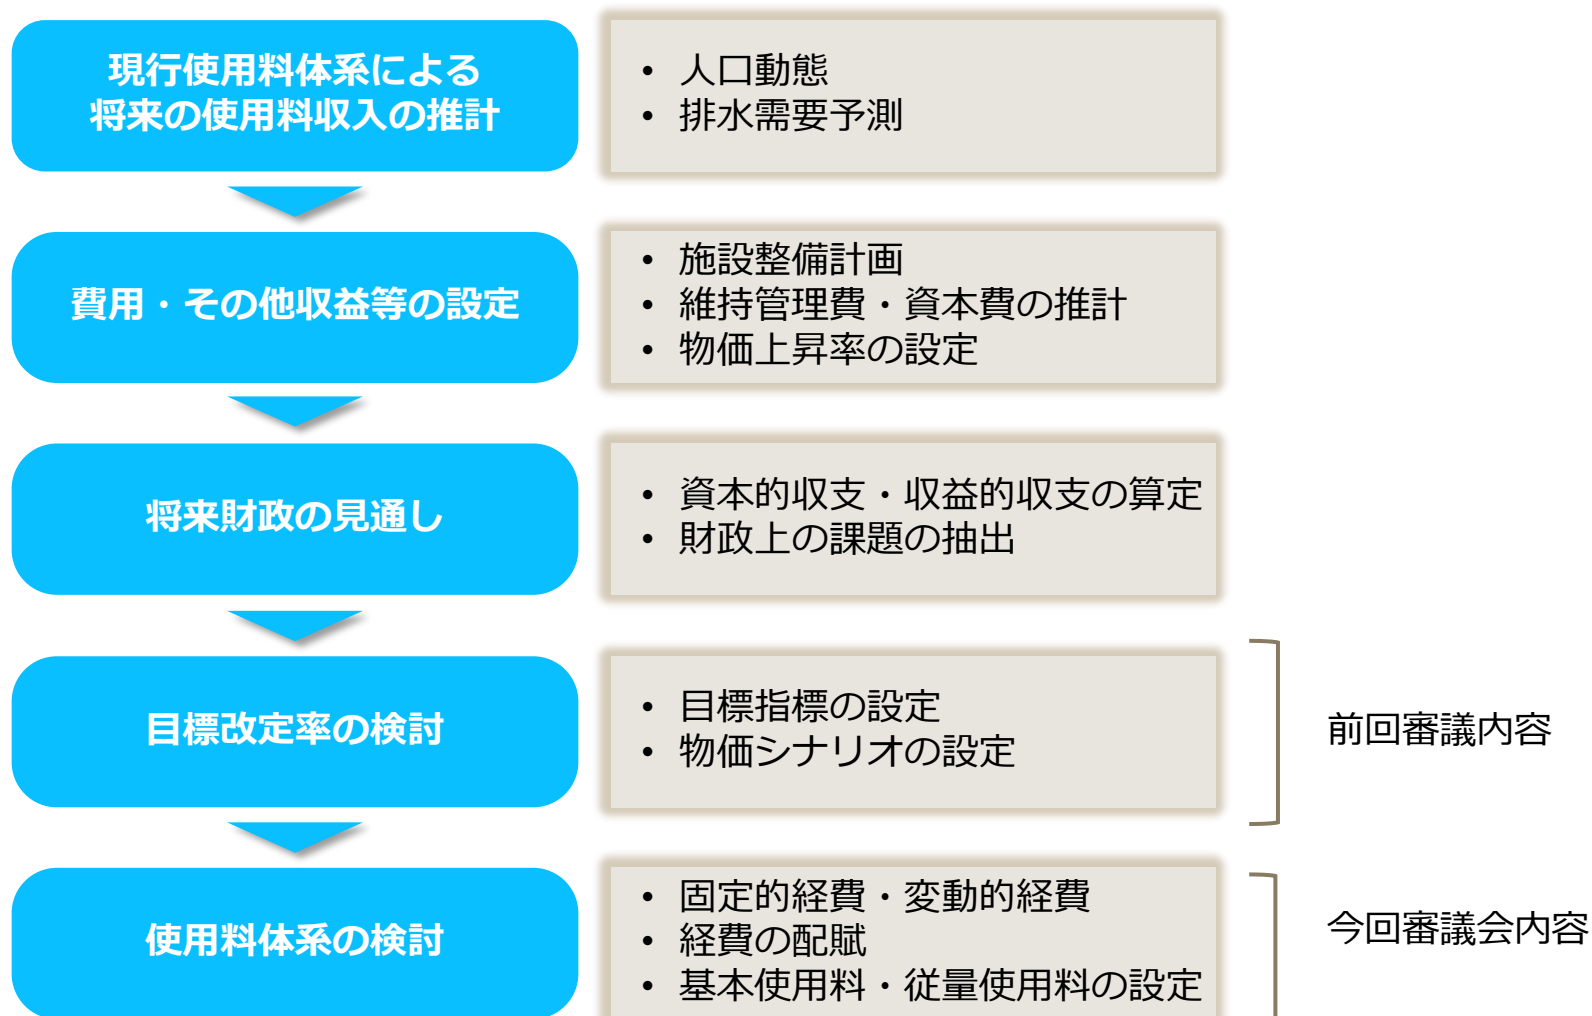 現行使用料体系による
将来の使用料収入の推計
• 人口動態
• 排水需要予測
費用・その他収益等の設定
• 施設整備計画
• 維持管理費・資本費の推計
• 物価上昇率の設定
将来財政の見通し
• 資本的収支・収益的収支の算定
• 財政上の課題の抽出
目標改定率の検討
• 目標指標の設定
• 物価シナリオの設定
前回審議内容
使用料体系の検討
• 固定的経費・変動的経費
• 経費の配賦
• 基本使用料・従量使用料の設定
今回審議会内容